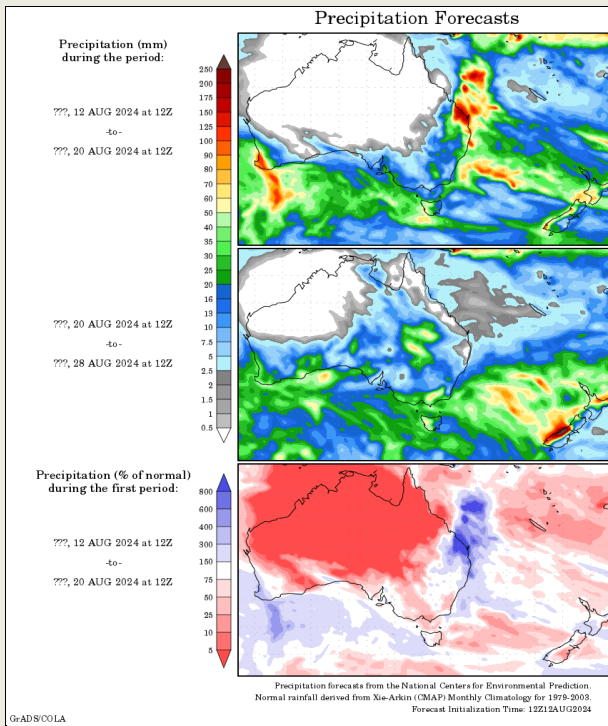 Precipitation Forecasts
Precipitation (mm)
during the period:
???, 12 AUG 2024 at 12Z
-to-
???, 20 AUG 2024 at 12Z
250
200
175
150
125
100
90
80
70
60
50
40
35
30
25
20
16
13
10
7.5
5
2.5
2
1.5
1
0.5
???, 20 AUG 2024 at 12Z
-to-
???, 28 AUG 2024 at 12Z
Precipitation (% of normal)
during the first period:
???, 12 AUG 2024 at 12Z
-to-
???, 20 AUG 2024 at 12Z
800
600
400
300
150
75
50
25
10
5
Precipitation forecasts from the National Centers for Environmental Prediction.
Normal rainfall derived from Xie-Arkin (CMAP) Monthly Climatology for 1979-2003.
Forecast Initialization Time: 12Z12AUG2024
GrADS/COLA